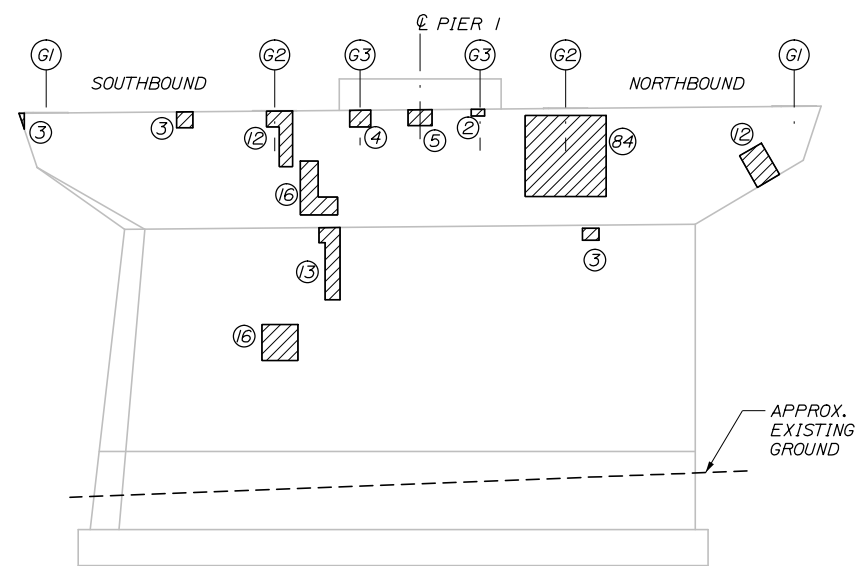 ℄ PIER 1
G1
G2
G3
G3
G2
G1
SOUTHBOUND
NORTHBOUND
3
3
12
4
5
2
84
12
16
13
3
16
APPROX.
EXISTING
GROUND